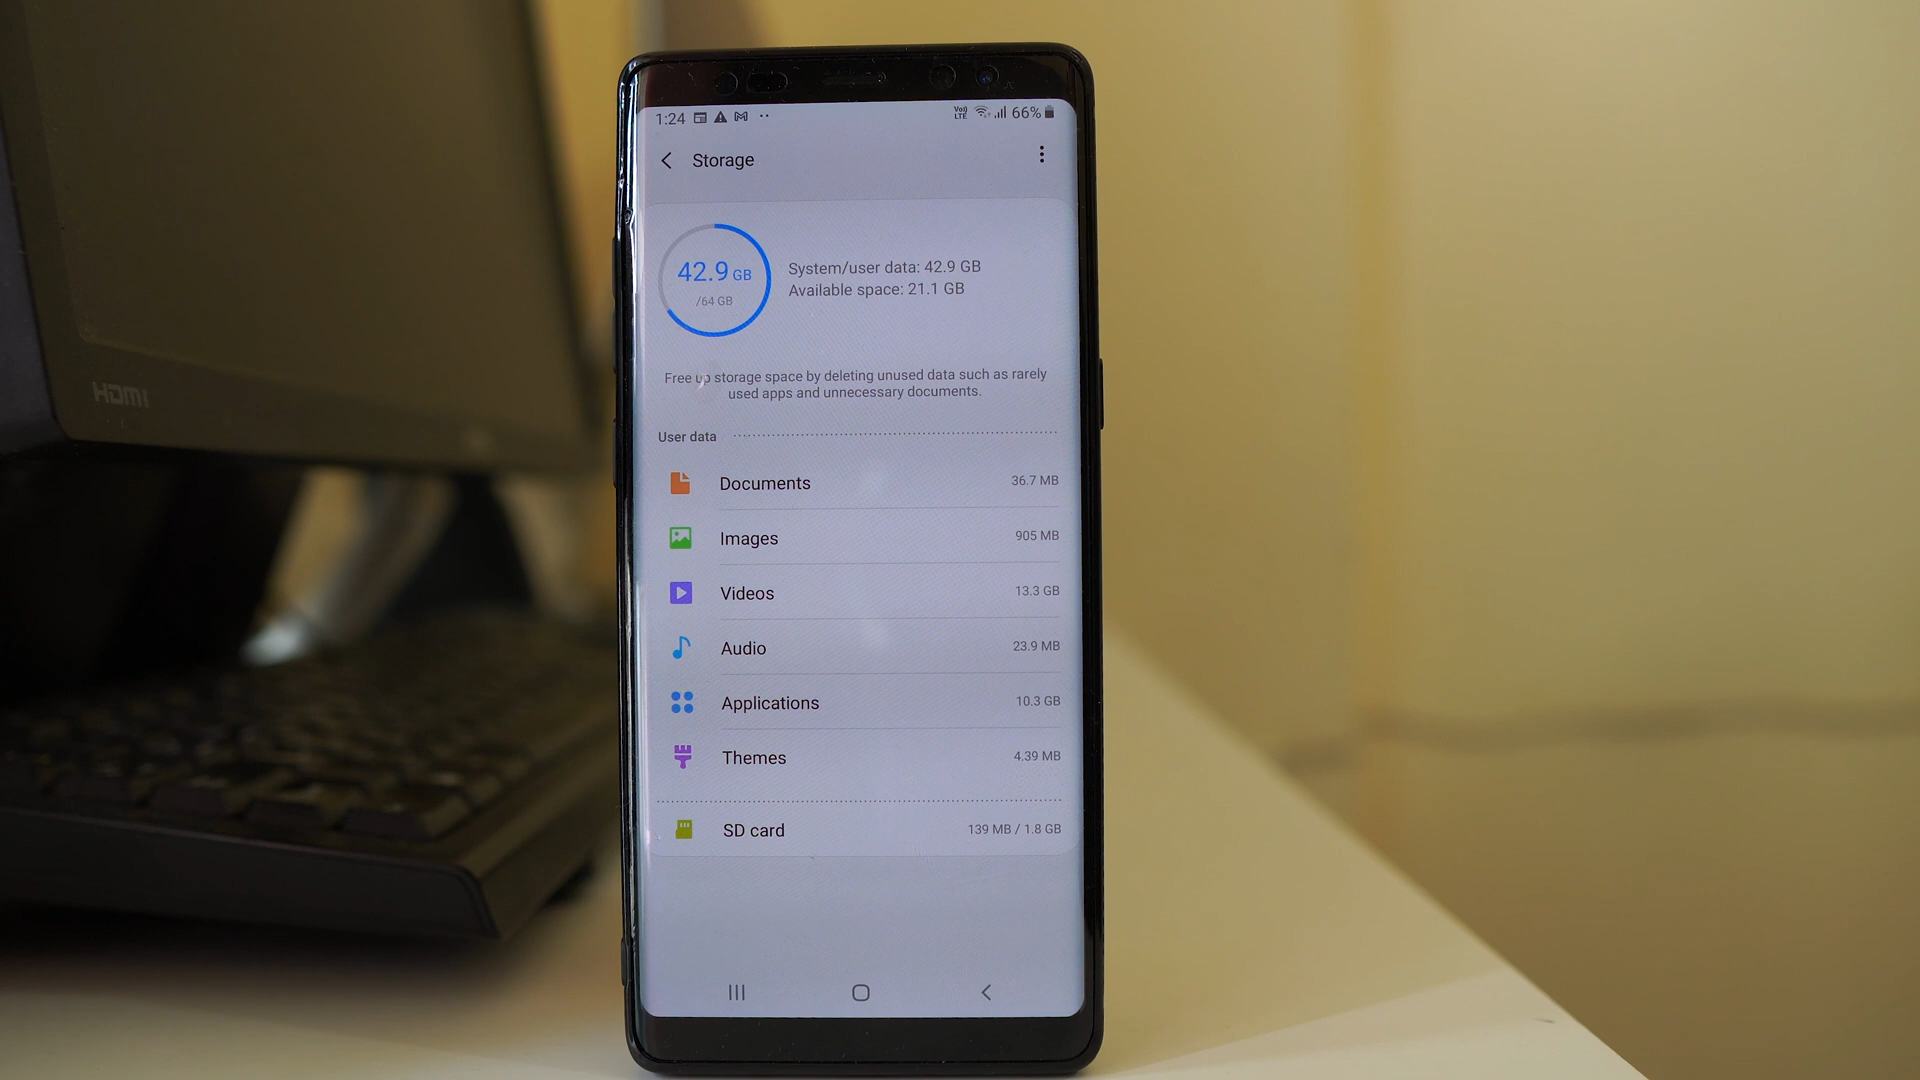 HDMI
1:24
VoLTE 66%
Storage
42.9 GB
/64 GB
System/user data: 42.9 GB
Available space: 21.1 GB
Free up storage space by deleting unused data such as rarely
used apps and unnecessary documents.
User data
Documents 36.7 MB
Images 905 MB
Videos 13.3 GB
Audio 23.9 MB
Applications 10.3 GB
Themes 4.39 MB
SD card 139 MB / 1.8 GB